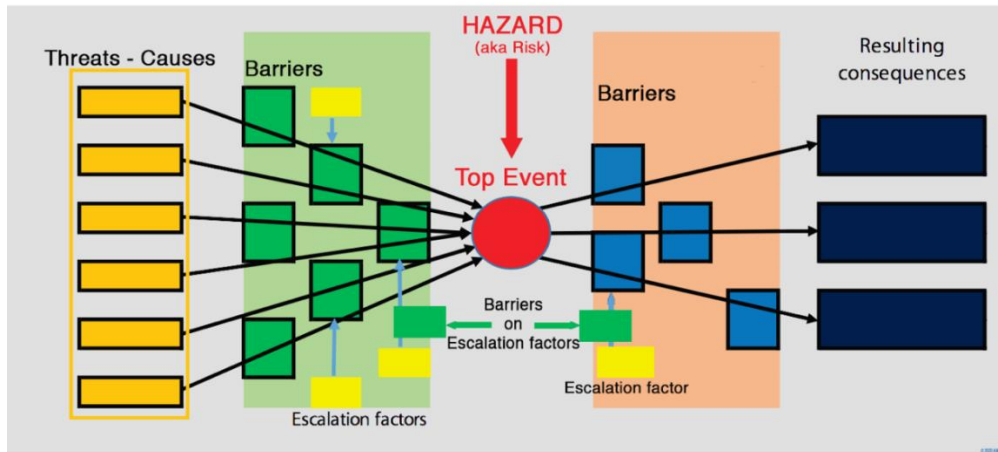 HAZARD
(aka Risk)
Threats - Causes
Barriers
Barriers
Resulting
consequences
Top Event
Barriers
on
Escalation factors
Escalation factors
Escalation factor